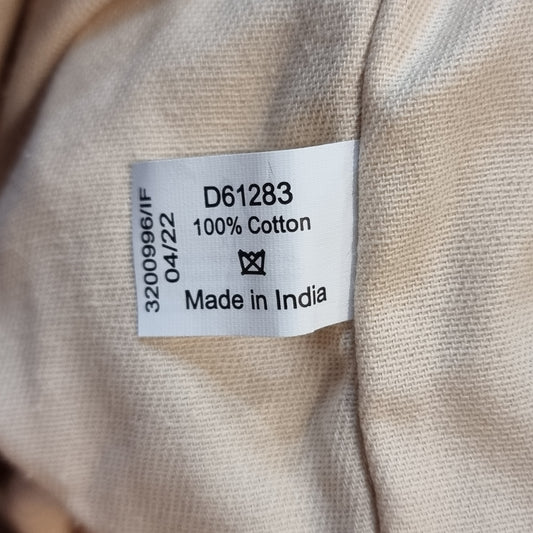 D61283
100% Cotton
Made in India
3200996/IF
04/22